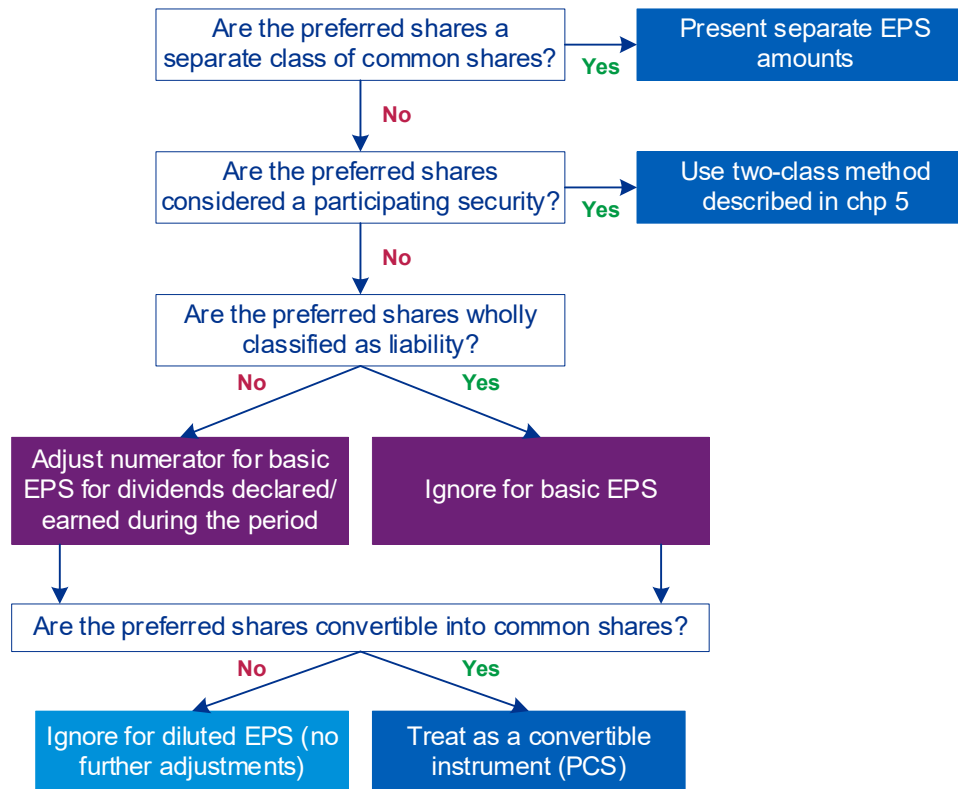 Are the preferred shares a
separate class of common shares?
Yes
Present separate EPS
amounts
No
Are the preferred shares
considered a participating security?
Yes
Use two-class method
described in chp 5
No
Are the preferred shares wholly
classified as liability?
No
Yes
Adjust numerator for basic
EPS for dividends declared/
earned during the period
Ignore for basic EPS
Are the preferred shares convertible into common shares?
No
Yes
Ignore for diluted EPS (no
further adjustments)
Treat as a convertible
instrument (PCS)